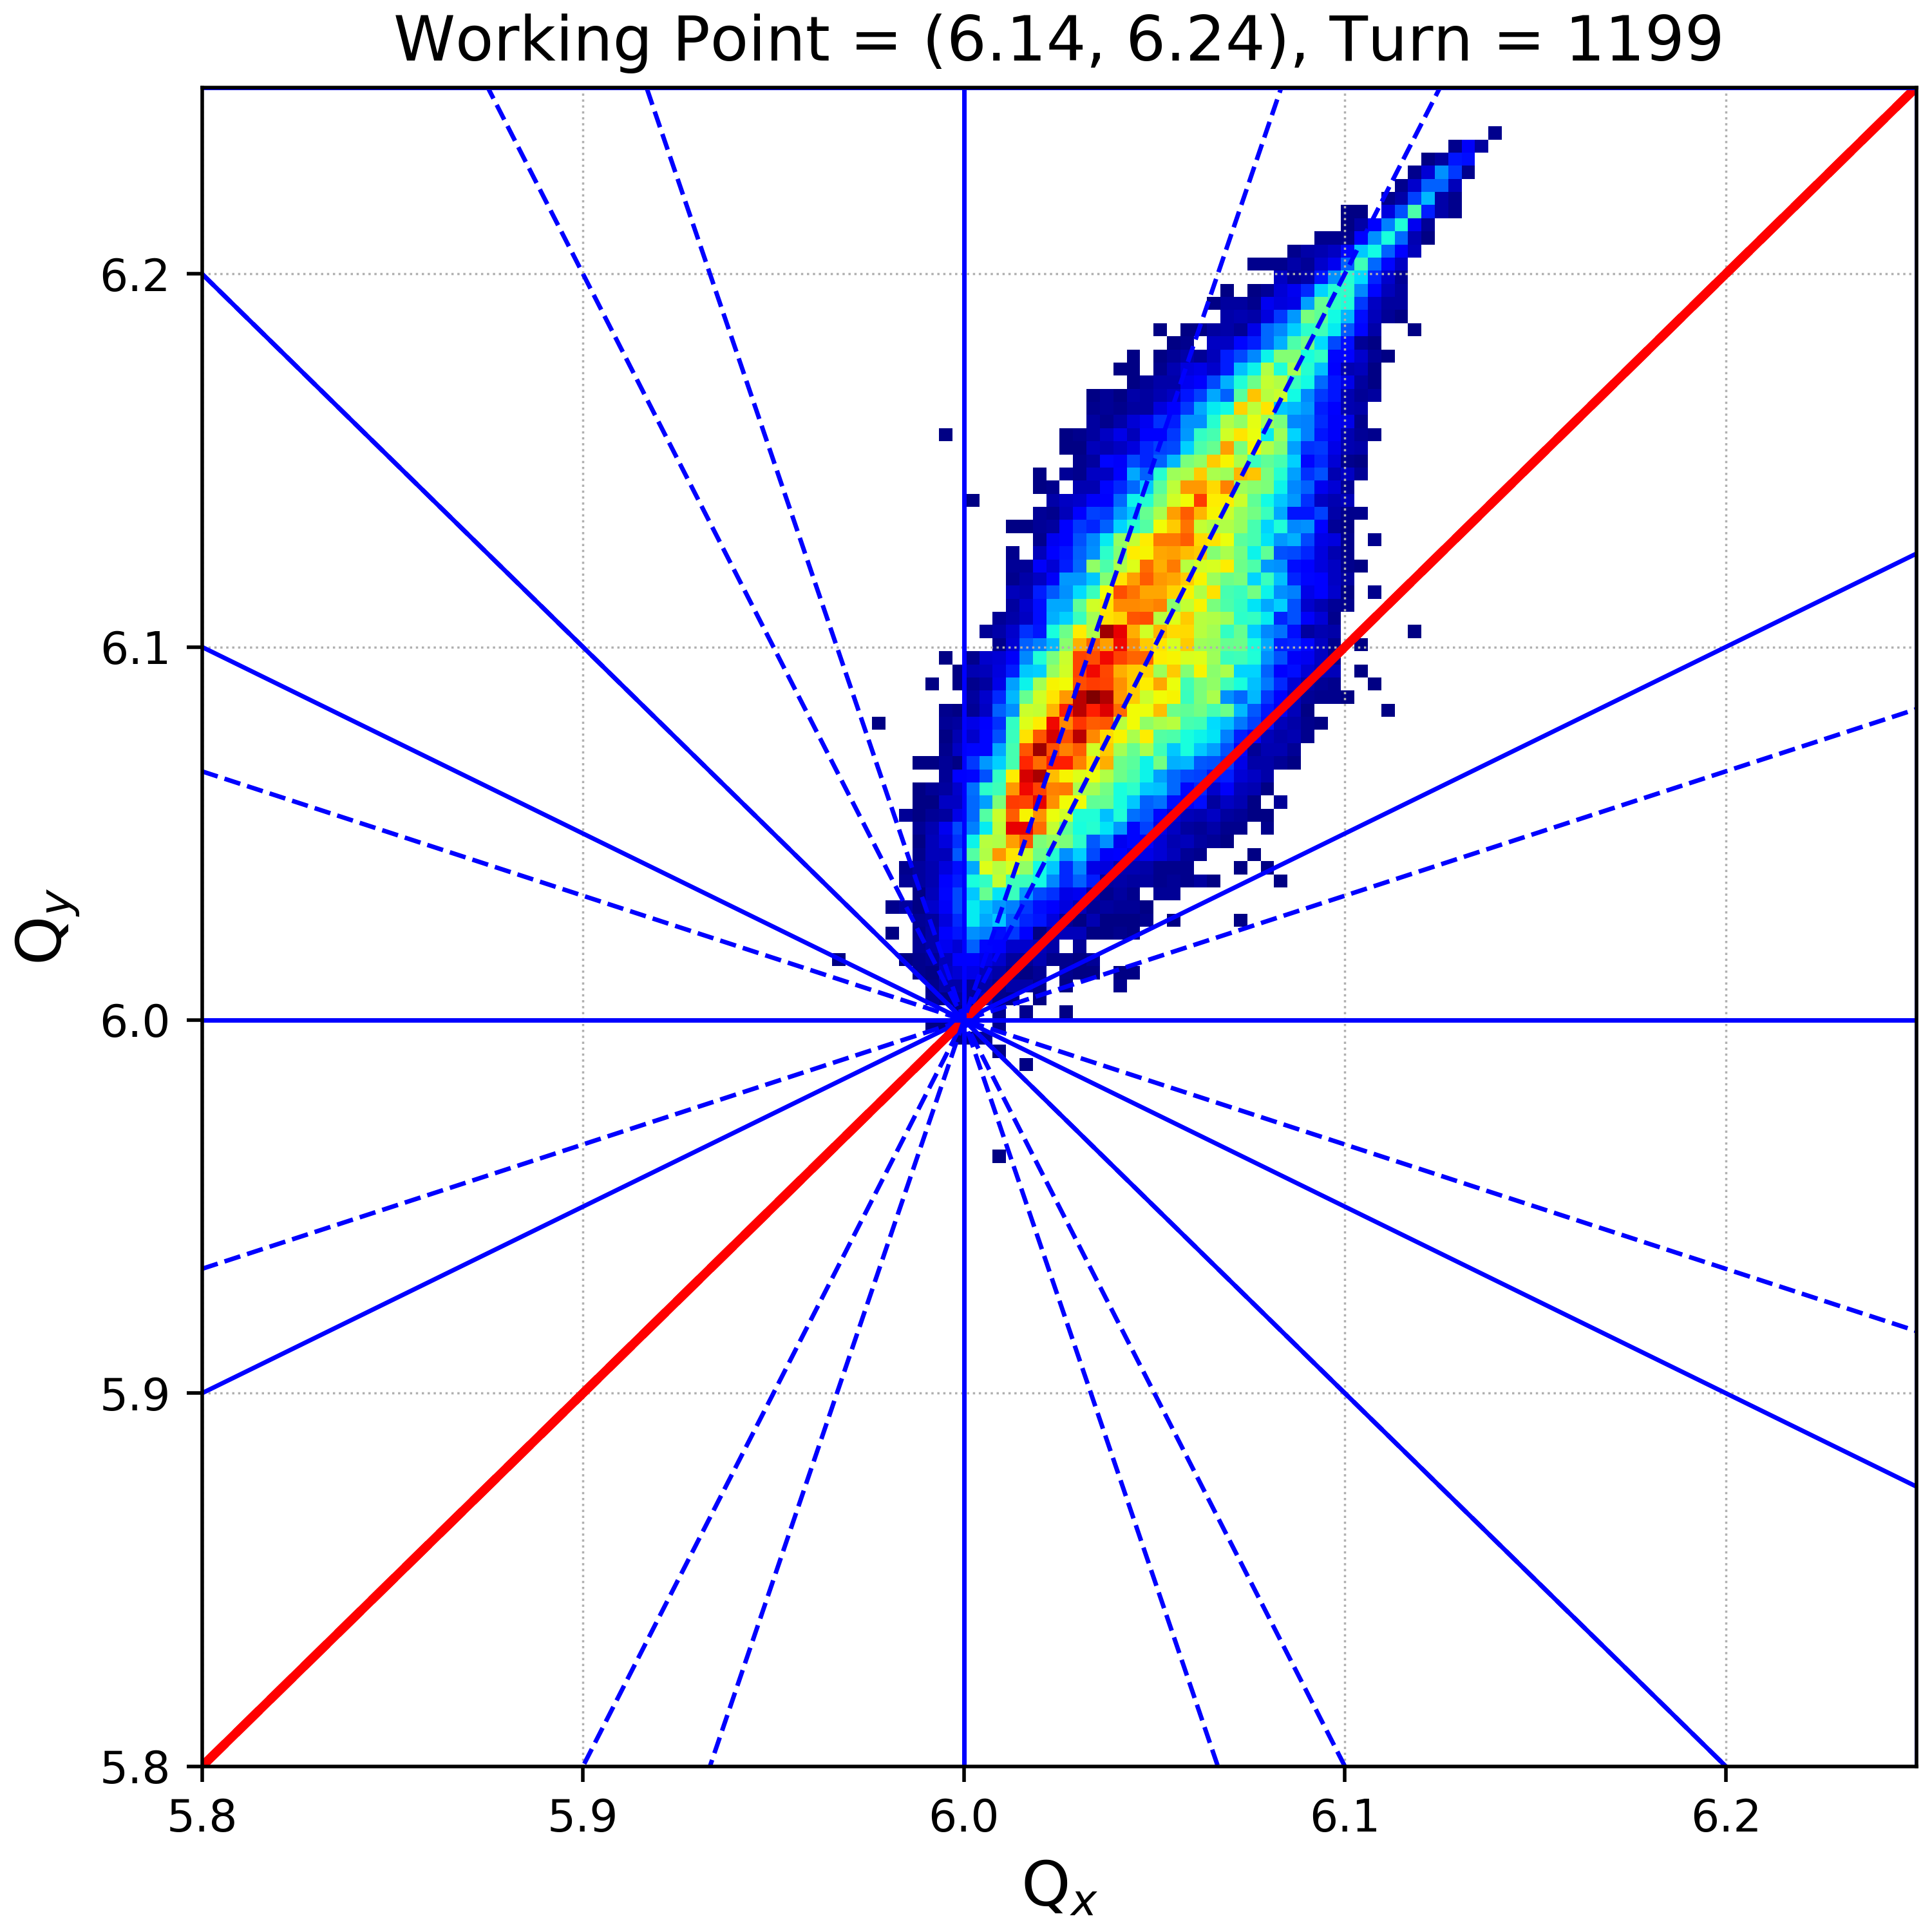 Working Point = (6.14, 6.24), Turn = 1199
6.2
6.1
6.0
5.9
5.8
Qy
5.8 5.9 6.0 6.1 6.2
Qx